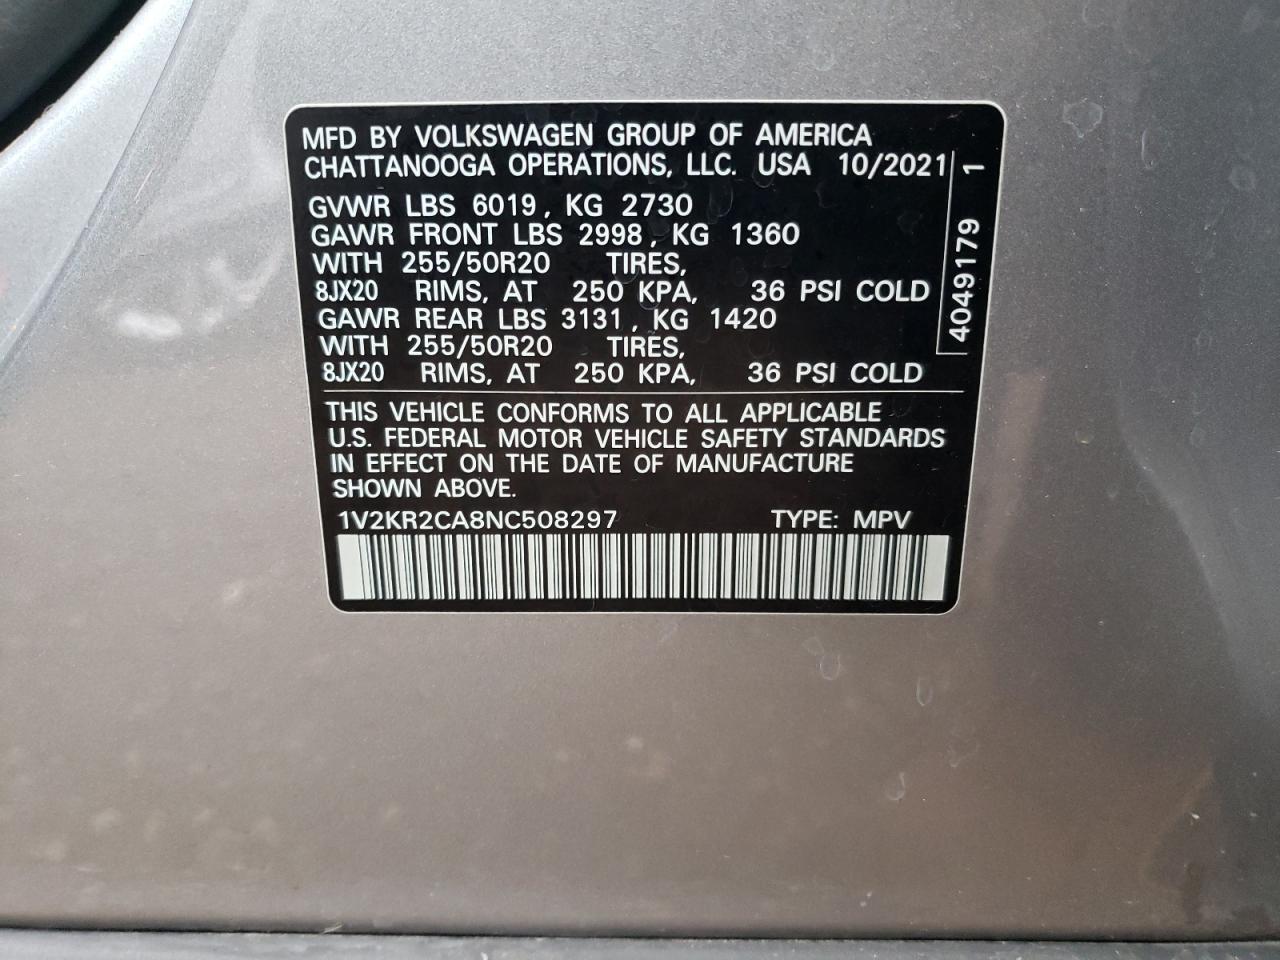 MFD BY VOLKSWAGEN GROUP OF AMERICA
CHATTANOOGA OPERATIONS, LLC. USA 10/2021
GVWR LBS 6019, KG 2730
GAWR FRONT LBS 2998, KG 1360
WITH 255/50R20 TIRES,
8JX20 RIMS, AT 250 KPA, 36 PSI COLD
GAWR REAR LBS 3131, KG 1420
WITH 255/50R20 TIRES,
8JX20 RIMS, AT 250 KPA, 36 PSI COLD
4049179 1
THIS VEHICLE CONFORMS TO ALL APPLICABLE
U.S. FEDERAL MOTOR VEHICLE SAFETY STANDARDS
IN EFFECT ON THE DATE OF MANUFACTURE
SHOWN ABOVE.
1V2KR2CA8NC508297 TYPE: MPV